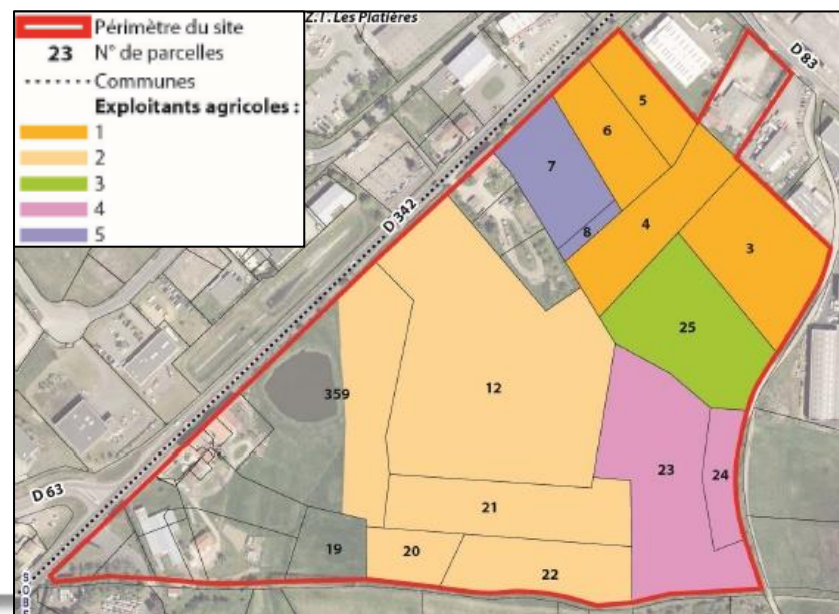 Périmètre du site
23 N° de parcelles
Communes
Exploitants agricoles :
1
2
3
4
5
Z.I. Les Platières
D 83
D 342
D 63
5
6
7
8
4
3
25
359
12
23
24
21
19
20
22